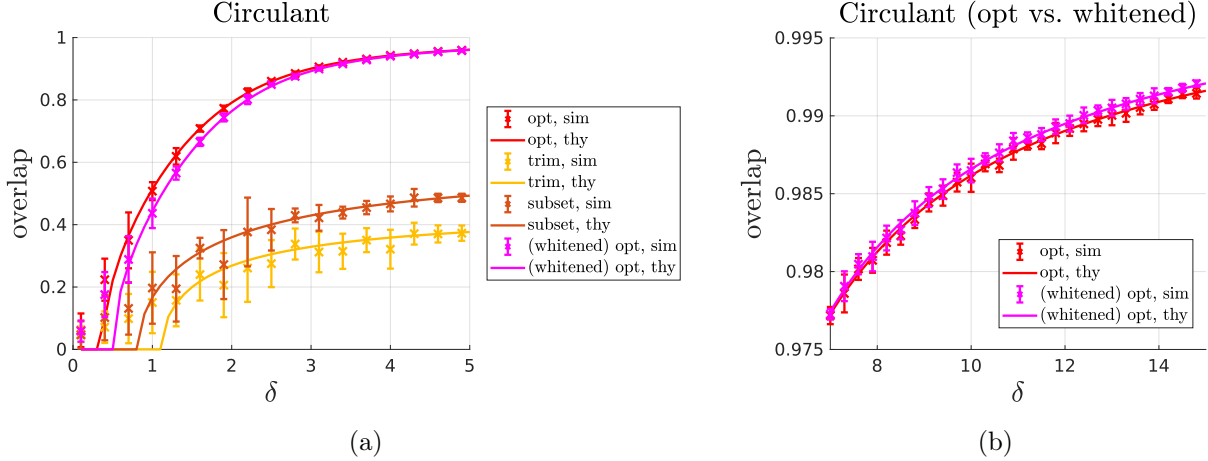 Circulant
1
0.8
0.6
0.4
0.2
0
0
1
2
3
4
5
overlap
δ
opt, sim
opt, thy
trim, sim
trim, thy
subset, sim
subset, thy
(whitened) opt, sim
(whitened) opt, thy
(a)
Circulant (opt vs. whitened)
0.995
0.99
0.985
0.98
0.975
8
10
12
14
overlap
δ
opt, sim
opt, thy
(whitened) opt, sim
(whitened) opt, thy
(b)